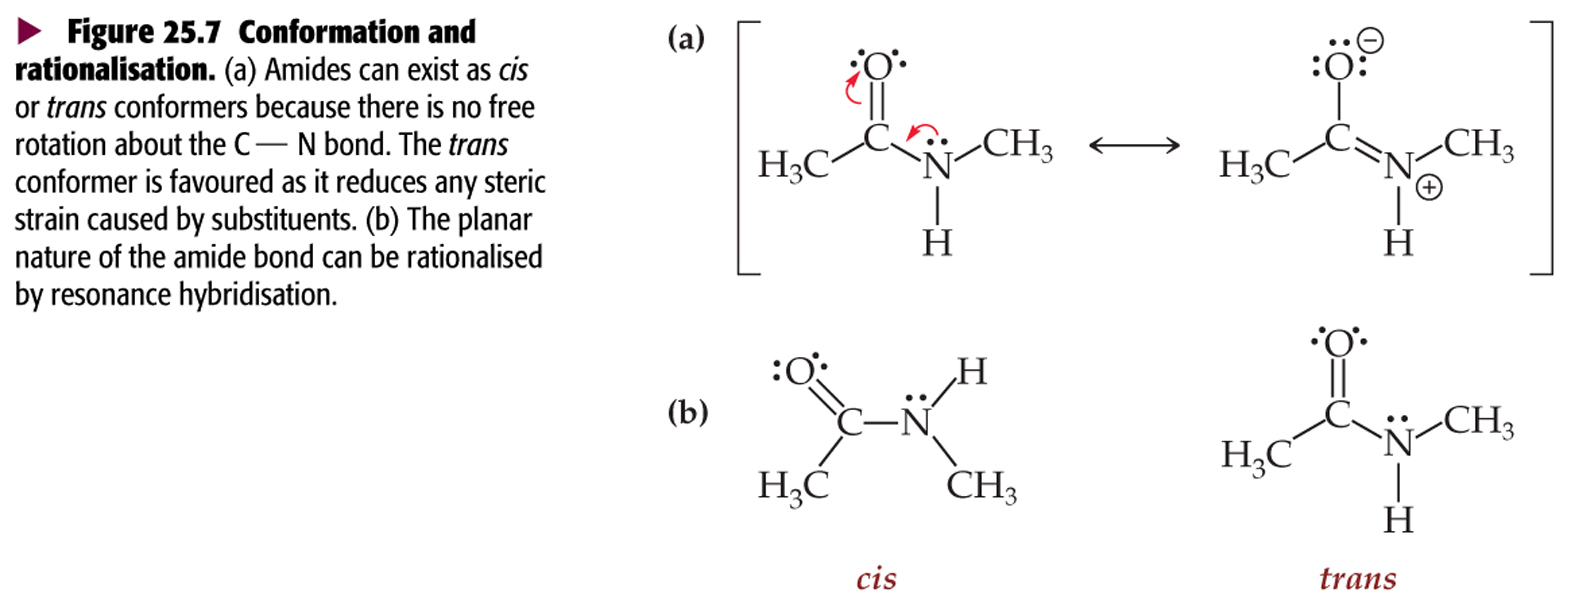 ▶ Figure 25.7 Conformation and
rationalisation. (a) Amides can exist as cis
or trans conformers because there is no free
rotation about the C — N bond. The trans
conformer is favoured as it reduces any steric
strain caused by substituents. (b) The planar
nature of the amide bond can be rationalised
by resonance hybridisation.
(a)
O
C
H₃C
N
CH₃
H
O
⊖
C
H₃C
N
⊕
CH₃
H
(b)
O
H
C
N
H₃C
CH₃
cis
O
C
CH₃
N
H₃C
H
trans